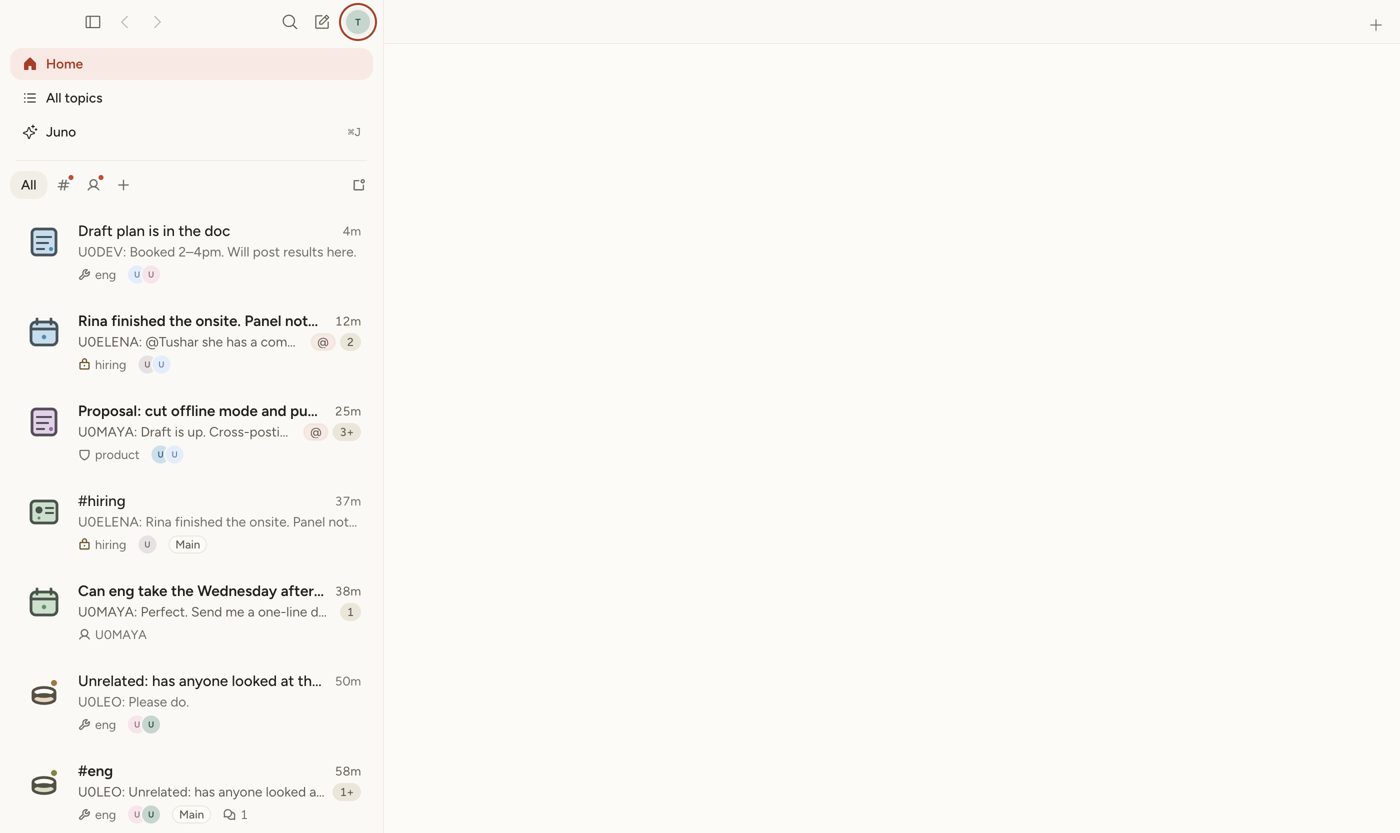 T
Home
All topics
Juno ⌘J
All
Draft plan is in the doc 4m
U0DEV: Booked 2–4pm. Will post results here.
eng U U
Rina finished the onsite. Panel not... 12m
U0ELENA: @Tushar she has a com... @ 2
hiring U U
Proposal: cut offline mode and pu... 25m
U0MAYA: Draft is up. Cross-posti... @ 3+
product U U
#hiring 37m
U0ELENA: Rina finished the onsite. Panel not...
hiring U Main
Can eng take the Wednesday after... 38m
U0MAYA: Perfect. Send me a one-line d... 1
U0MAYA
Unrelated: has anyone looked at th... 50m
U0LEO: Please do.
eng U U
#eng 58m
U0LEO: Unrelated: has anyone looked a... 1+
eng U U Main 1